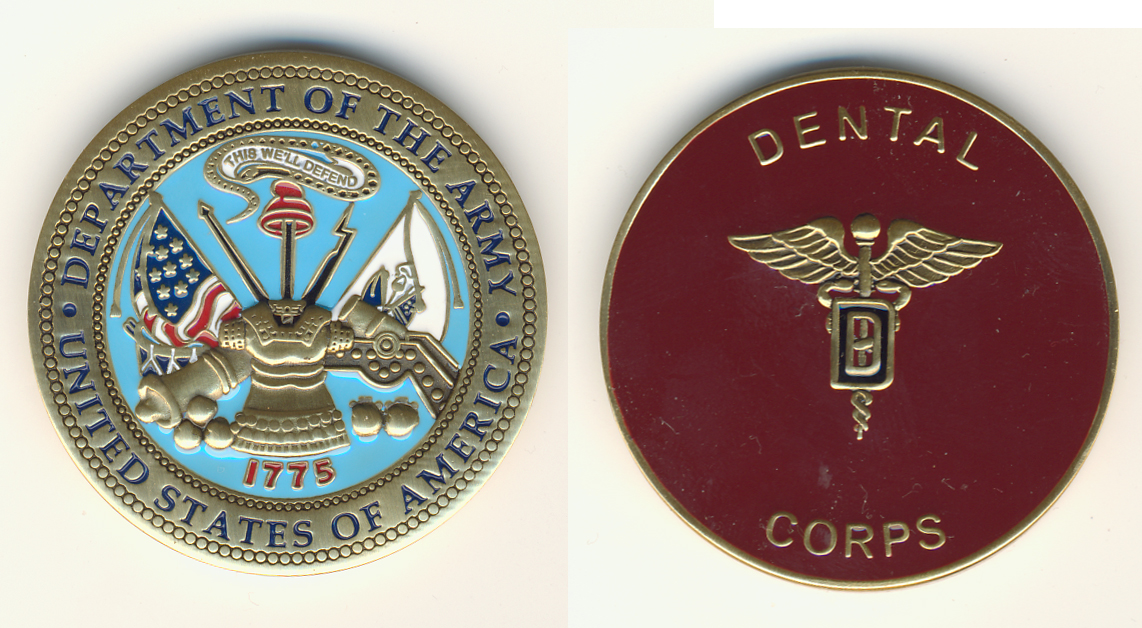 DEPARTMENT OF THE ARMY
• UNITED STATES OF AMERICA •
THIS WE'LL DEFEND
1775
DENTAL
D
CORPS